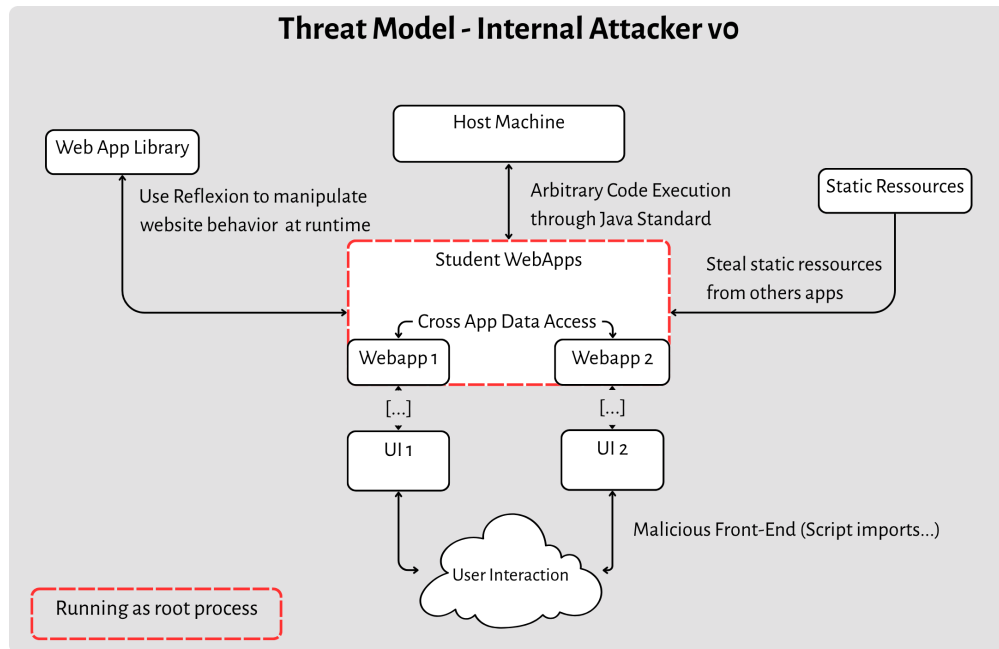 Threat Model - Internal Attacker v0
Host Machine
Web App Library
Static Ressources
Use Reflexion to manipulate
website behavior at runtime
Arbitrary Code Execution
through Java Standard
Student WebApps
Steal static ressources
from others apps
Cross App Data Access
Webapp 1
Webapp 2
[...]
[...]
UI 1
UI 2
Malicious Front-End (Script imports...)
User Interaction
Running as root process